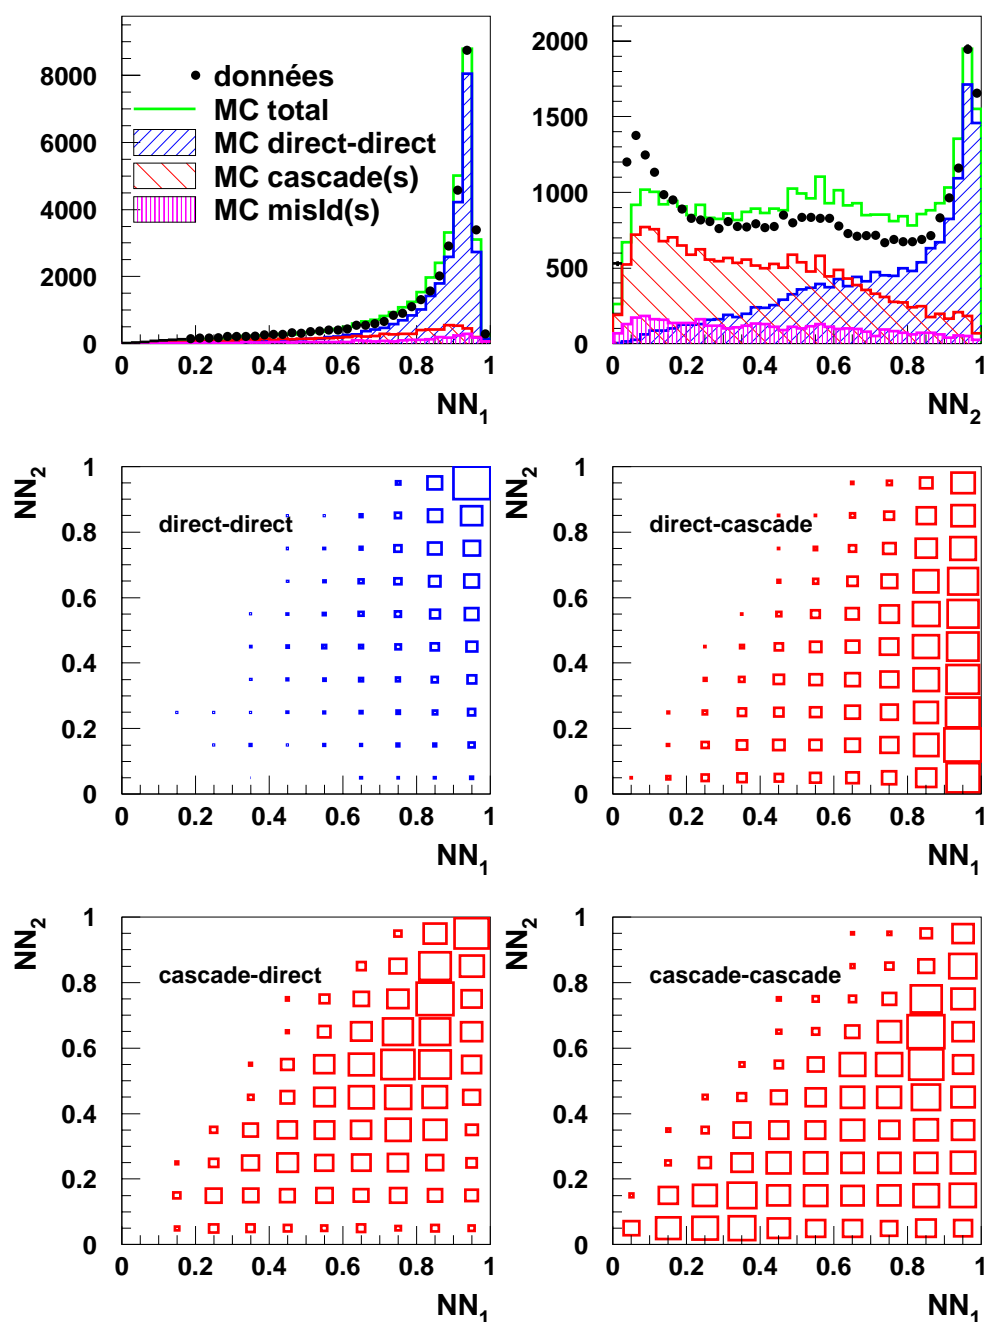 8000
6000
4000
2000
0
données
MC total
MC direct-direct
MC cascade(s)
MC misId(s)
0 0.2 0.4 0.6 0.8 1
NN1
2000
1500
1000
500
0
0 0.2 0.4 0.6 0.8 1
NN2
NN2
1
0.8
0.6
0.4
0.2
0
direct-direct
0 0.2 0.4 0.6 0.8 1
NN1
NN2
1
0.8
0.6
0.4
0.2
0
direct-cascade
0 0.2 0.4 0.6 0.8 1
NN1
NN2
1
0.8
0.6
0.4
0.2
0
cascade-direct
0 0.2 0.4 0.6 0.8 1
NN1
NN2
1
0.8
0.6
0.4
0.2
0
cascade-cascade
0 0.2 0.4 0.6 0.8 1
NN1